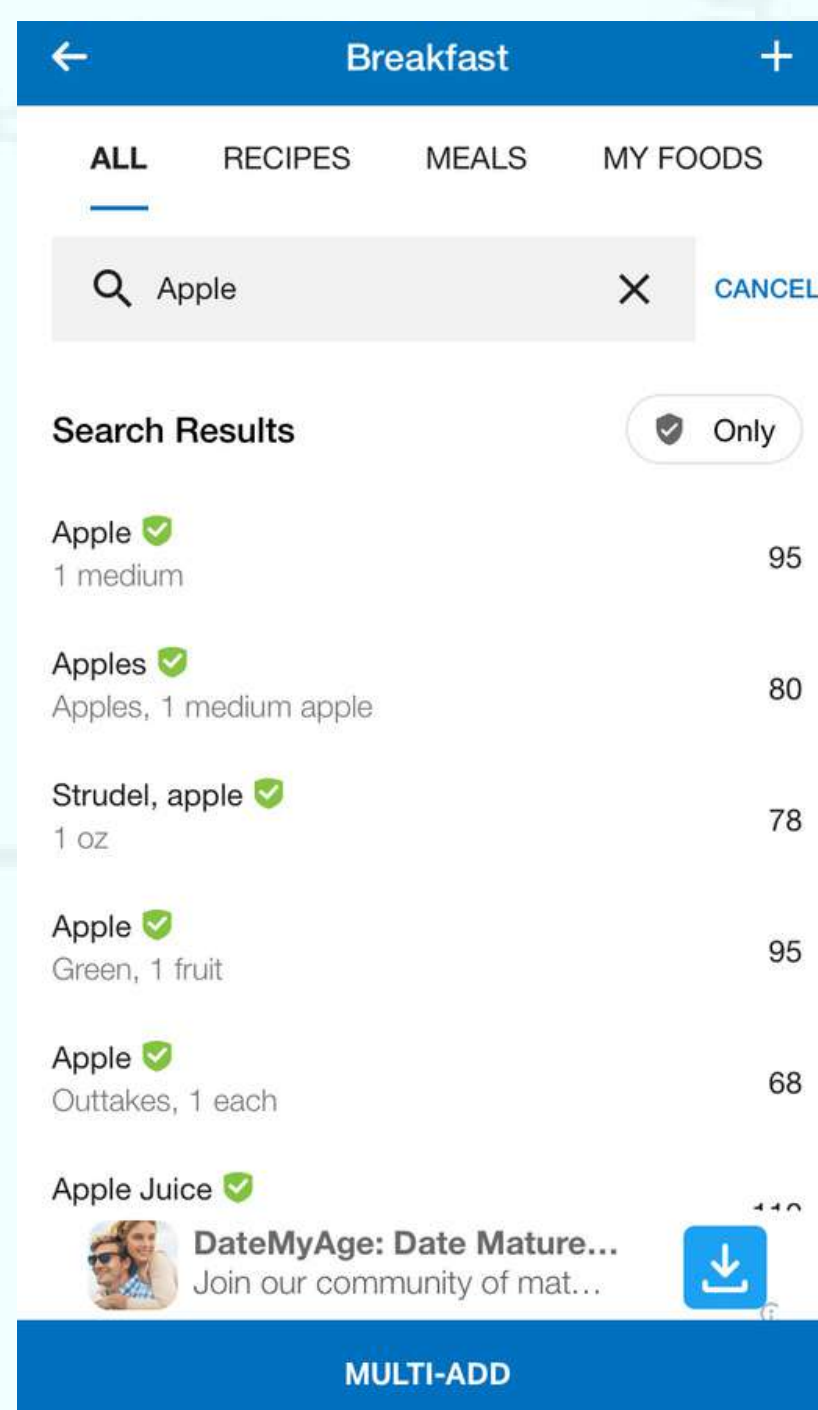 Breakfast
ALL RECIPES MEALS MY FOODS
Apple CANCEL
Search Results Only
Apple
1 medium 95
Apples
Apples, 1 medium apple 80
Strudel, apple
1 oz 78
Apple
Green, 1 fruit 95
Apple
Outtakes, 1 each 68
Apple Juice
DateMyAge: Date Mature...
Join our community of mat...
MULTI-ADD